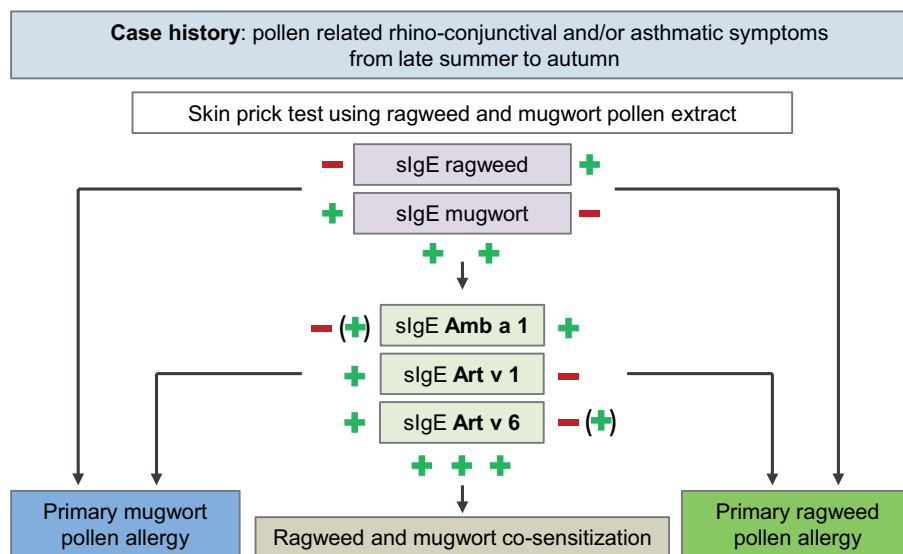 Case history: pollen related rhino-conjunctival and/or asthmatic symptoms
from late summer to autumn
Skin prick test using ragweed and mugwort pollen extract
− sIgE ragweed +
+ sIgE mugwort −
+ +
− (+) sIgE Amb a 1 +
+ sIgE Art v 1 −
+ sIgE Art v 6 − (+)
+ + +
Primary mugwort
pollen allergy
Ragweed and mugwort co-sensitization
Primary ragweed
pollen allergy